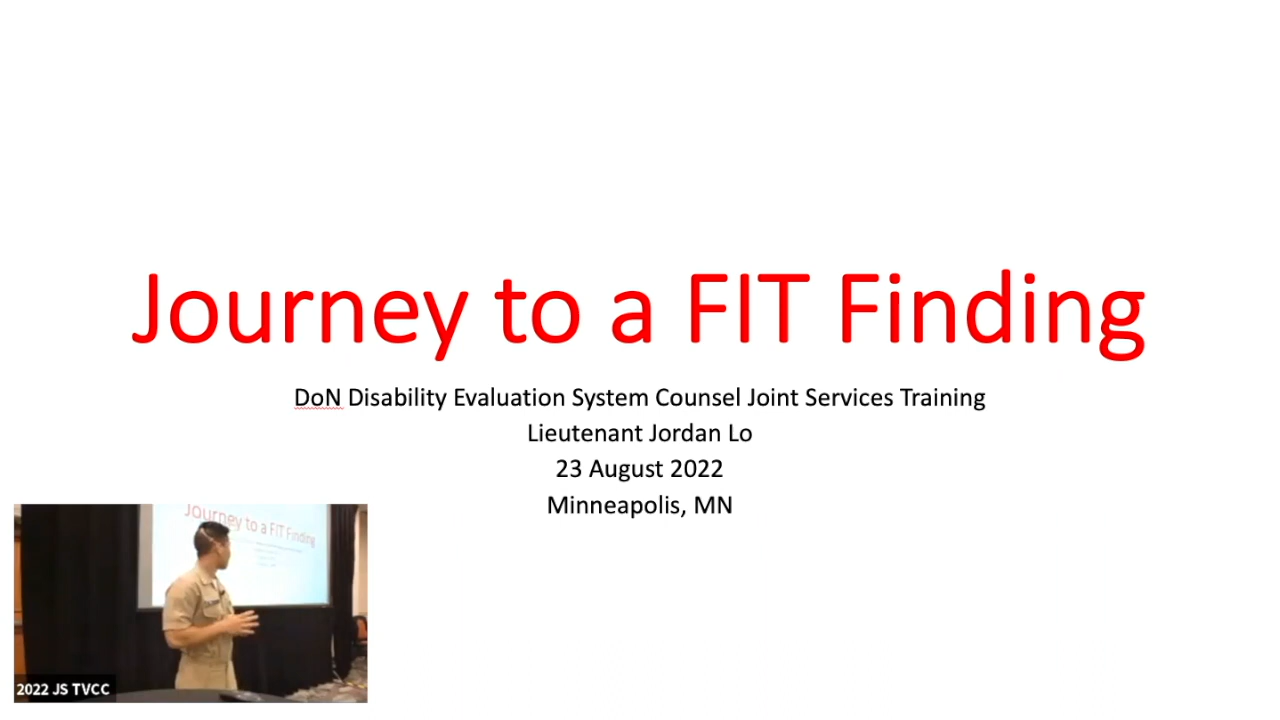 Journey to a FIT Finding
DoN Disability Evaluation System Counsel Joint Services Training
Lieutenant Jordan Lo
23 August 2022
Minneapolis, MN
Journey to a FIT Finding
2022 JS TVCC